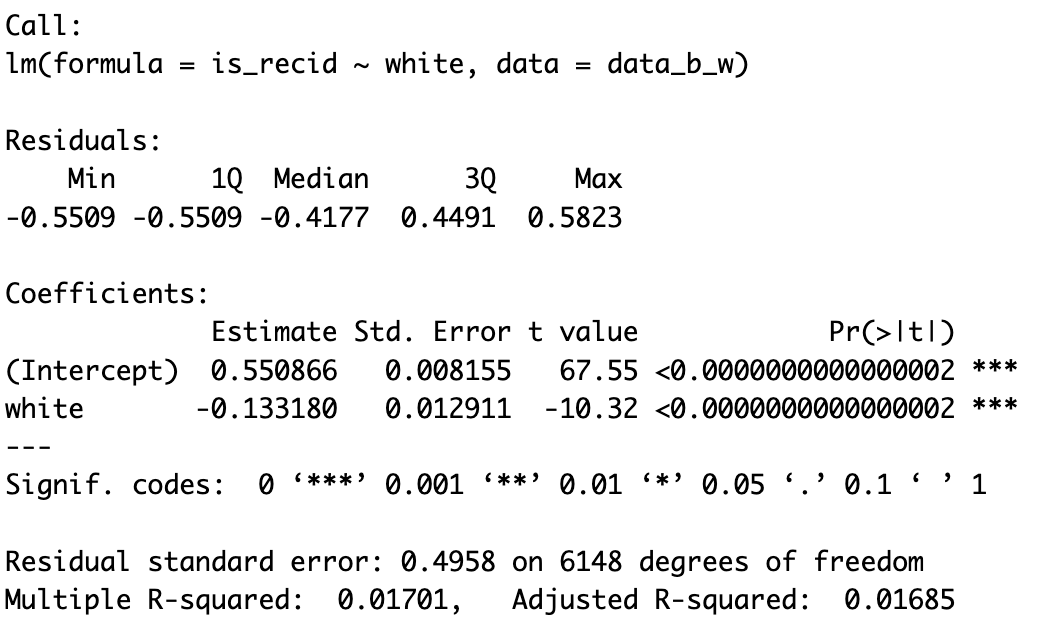 Call:
lm(formula = is_recid ~ white, data = data_b_w)
Residuals:
Min 1Q Median 3Q Max
-0.5509 -0.5509 -0.4177 0.4491 0.5823
Coefficients:
Estimate Std. Error t value Pr(>|t|)
(Intercept) 0.550866 0.008155 67.55 <0.0000000000000002 ***
white -0.133180 0.012911 -10.32 <0.0000000000000002 ***
---
Signif. codes: 0 ‘***’ 0.001 ‘**’ 0.01 ‘*’ 0.05 ‘.’ 0.1 ‘ ’ 1
Residual standard error: 0.4958 on 6148 degrees of freedom
Multiple R-squared: 0.01701, Adjusted R-squared: 0.01685